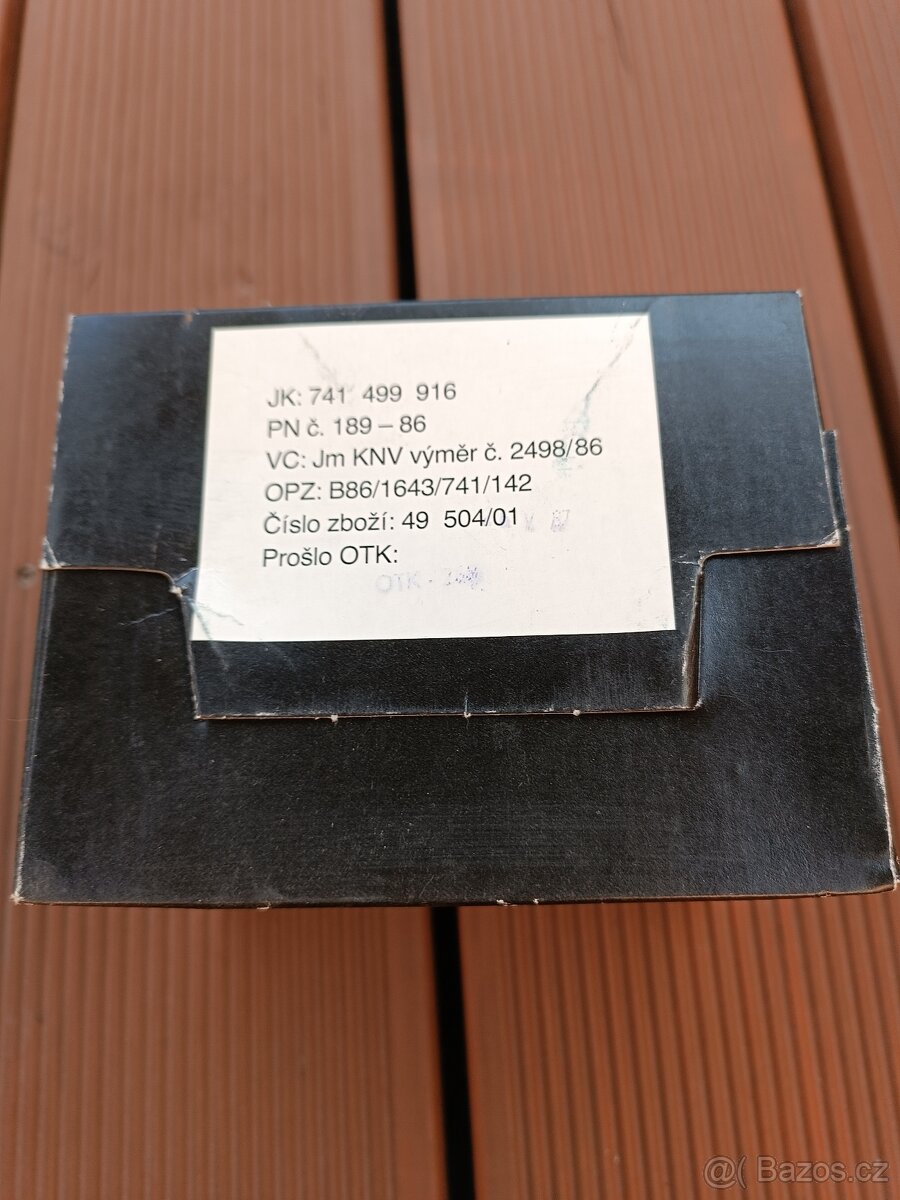 JK: 741 499 916
PN č. 189 – 86
VC: Jm KNV výměr č. 2498/86
OPZ: B86/1643/741/142
Číslo zboží: 49 504/01
Prošlo OTK:
OTK
@( Bazos.cz